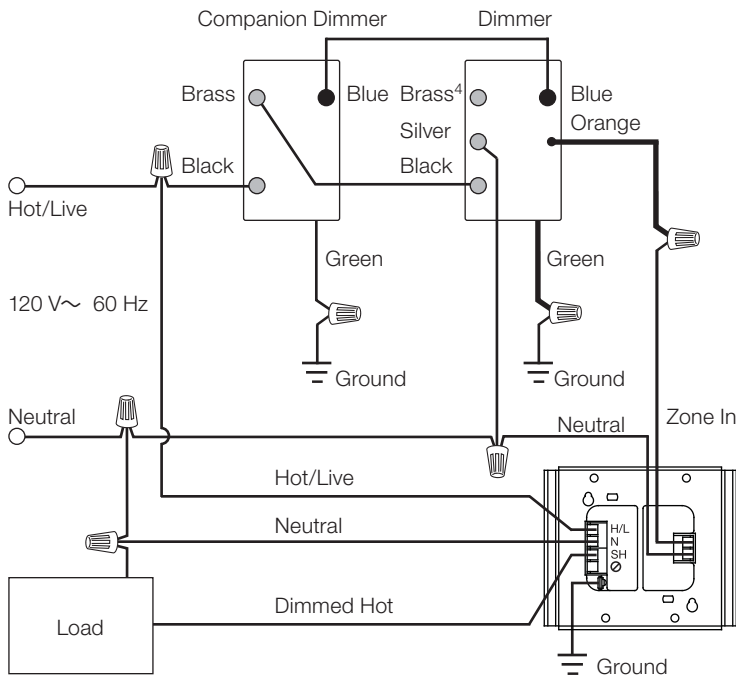 Companion Dimmer
Dimmer
Brass
Blue
Brass⁴
Blue
Orange
Silver
Black
Black
Hot/Live
Green
Green
120 V～ 60 Hz
Ground
Ground
Neutral
Neutral
Zone In
Hot/Live
H/L
Neutral
N
SH
Dimmed Hot
Load
Ground